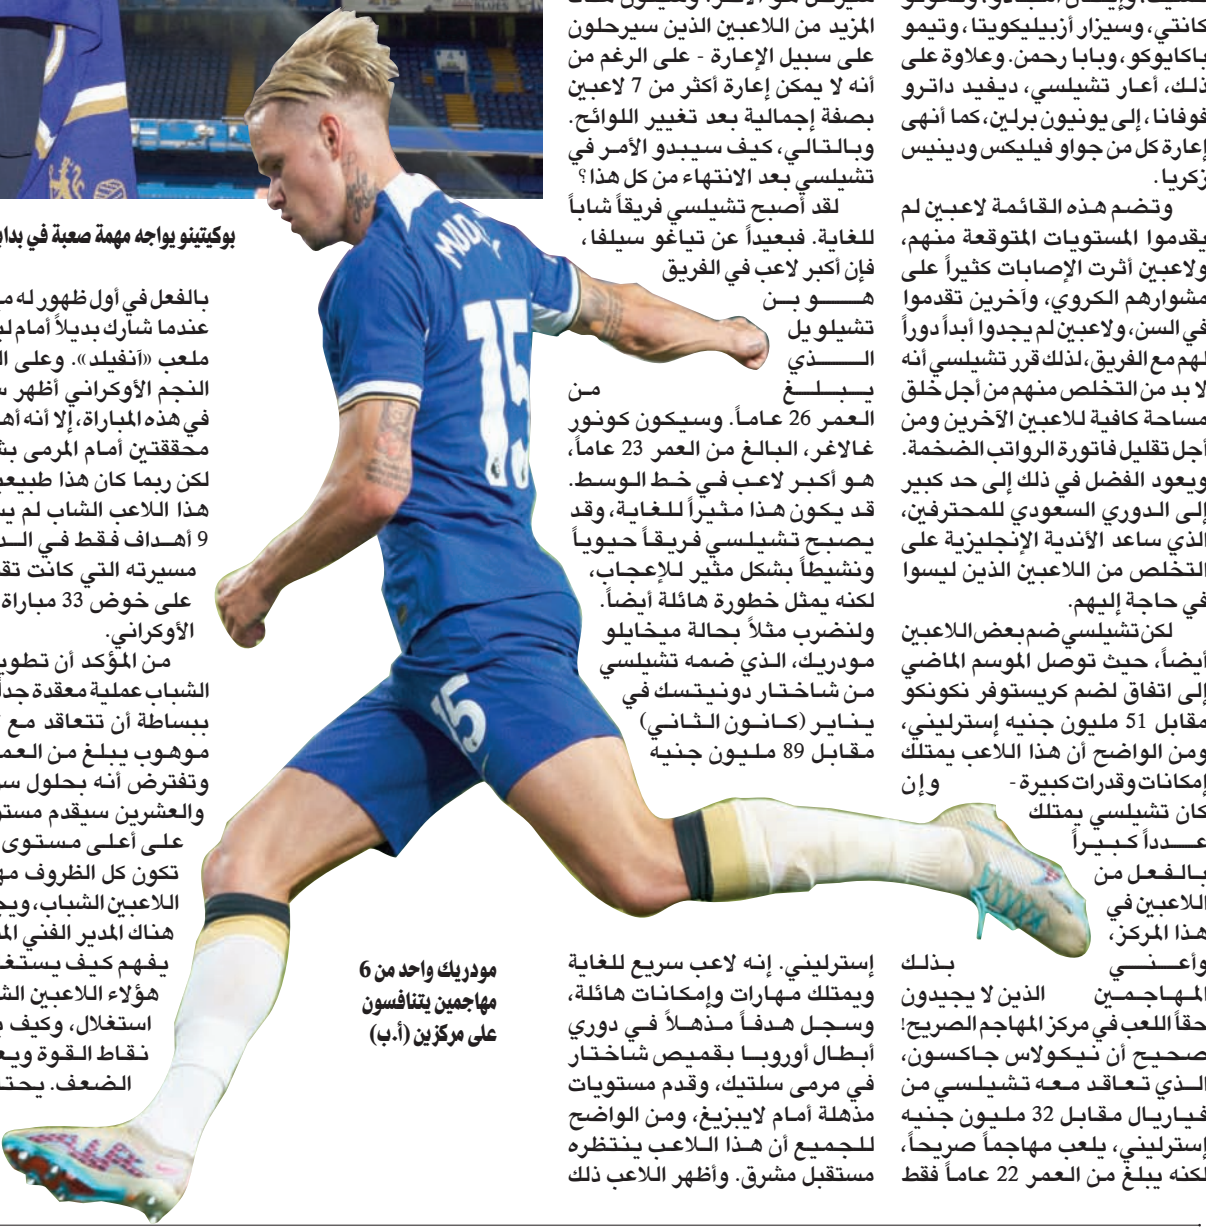 كانتي، وسيزار أزبيليكويتا، وتيمو
باكايوكو، وبابا رحمن. وعلاوة على
ذلك، أعار تشيلسي، ديفيد داترو
فوفانا، إلى يونيون برلين، كما أنهى
إعارة كل من جواو فيليكس ودينيس
زكريا.
وتضم هذه القائمة لاعبين لم
يقدموا المستويات المتوقعة منهم،
ولاعبين أثرت الإصابات كثيراً على
مشوارهم الكروي، وآخرين تقدموا
في السن، ولاعبين لم يجدوا أبداً دوراً
لهم مع الفريق، لذلك قرر تشيلسي أنه
لا بد من التخلص منهم من أجل خلق
مساحة كافية للاعبين الآخرين ومن
أجل تقليل فاتورة الرواتب الضخمة.
ويعود الفضل في ذلك إلى حد كبير
إلى الدوري السعودي للمحترفين،
الذي ساعد الأندية الإنجليزية على
التخلص من اللاعبين الذين ليسوا
في حاجة إليهم.
لكن تشيلسي ضم بعض اللاعبين
أيضاً، حيث توصل الموسم الماضي
إلى اتفاق لضم كريستوفر نكونكو
مقابل 51 مليون جنيه إسترليني،
ومن الواضح أن هذا اللاعب يمتلك
إمكانات وقدرات كبيرة - وإن
كان تشيلسي يمتلك
عدداً كبيراً
بالفعل من
اللاعبين في
هذا المركز،
وأعني بذلك
المهاجمين الذين لا يجيدون
حقاً اللعب في مركز المهاجم الصريح!
صحيح أن نيكولاس جاكسون،
الذي تعاقد معه تشيلسي من
فياريال مقابل 32 مليون جنيه
إسترليني، يلعب مهاجماً صريحاً،
لكنه يبلغ من العمر 22 عاماً فقط
المزيد من اللاعبين الذين سيرحلون
على سبيل الإعارة - على الرغم من
أنه لا يمكن إعارة أكثر من 7 لاعبين
بصفة إجمالية بعد تغيير اللوائح.
وبالتالي، كيف سيبدو الأمر في
تشيلسي بعد الانتهاء من كل هذا؟
لقد أصبح تشيلسي فريقاً شاباً
للغاية. فبعيداً عن تياغو سيلفا،
فإن أكبر لاعب في الفريق
هو بن
تشيلويل
الذي
يبلغ من
العمر 26 عاماً. وسيكون كونور
غالاغر، البالغ من العمر 23 عاماً،
هو أكبر لاعب في خط الوسط.
قد يكون هذا مثيراً للغاية، وقد
يصبح تشيلسي فريقاً حيوياً
ونشيطاً بشكل مثير للإعجاب،
لكنه يمثل خطورة هائلة أيضاً.
ولنضرب مثلاً بحالة ميخايلو
مودريك، الذي ضمه تشيلسي
من شاختار دونيتسك في
يناير (كانون الثاني)
مقابل 89 مليون جنيه
إسترليني. إنه لاعب سريع للغاية
ويمتلك مهارات وإمكانات هائلة،
وسجل هدفاً مذهلاً في دوري
أبطال أوروبا بقميص شاختار
في مرمى سلتيك، وقدم مستويات
مذهلة أمام لايبزيغ، ومن الواضح
للجميع أن هذا اللاعب ينتظره
مستقبل مشرق. وأظهر اللاعب ذلك
بوكيتينو يواجه مهمة صعبة في
بالفعل في أول ظهور له
عندما شارك بديلاً أمام
ملعب «آنفيلد». وعلى
النجم الأوكراني أظهر
في هذه المباراة، إلا أنه
محققتين أمام المرمى
لكن ربما كان هذا
هذا اللاعب الشاب لم
9 أهداف فقط في
مسيرته التي كانت
على خوض 33 مباراة
الأوكراني.
من المؤكد أن
الشباب عملية معقدة
ببساطة أن تتعاقد مع
موهوب يبلغ من
وتفترض أنه بحلول
والعشرين سيقدم
على أعلى مستوى
تكون كل الظروف
اللاعبين الشباب،
هناك المدير الفني
يفهم كيف
هؤلاء اللاعبين
استغلال، وكيف
نقاط القوة
الضعف.
مودريك واحد من 6
مهاجمين يتنافسون
على مركزين (أ.ب)
15
15